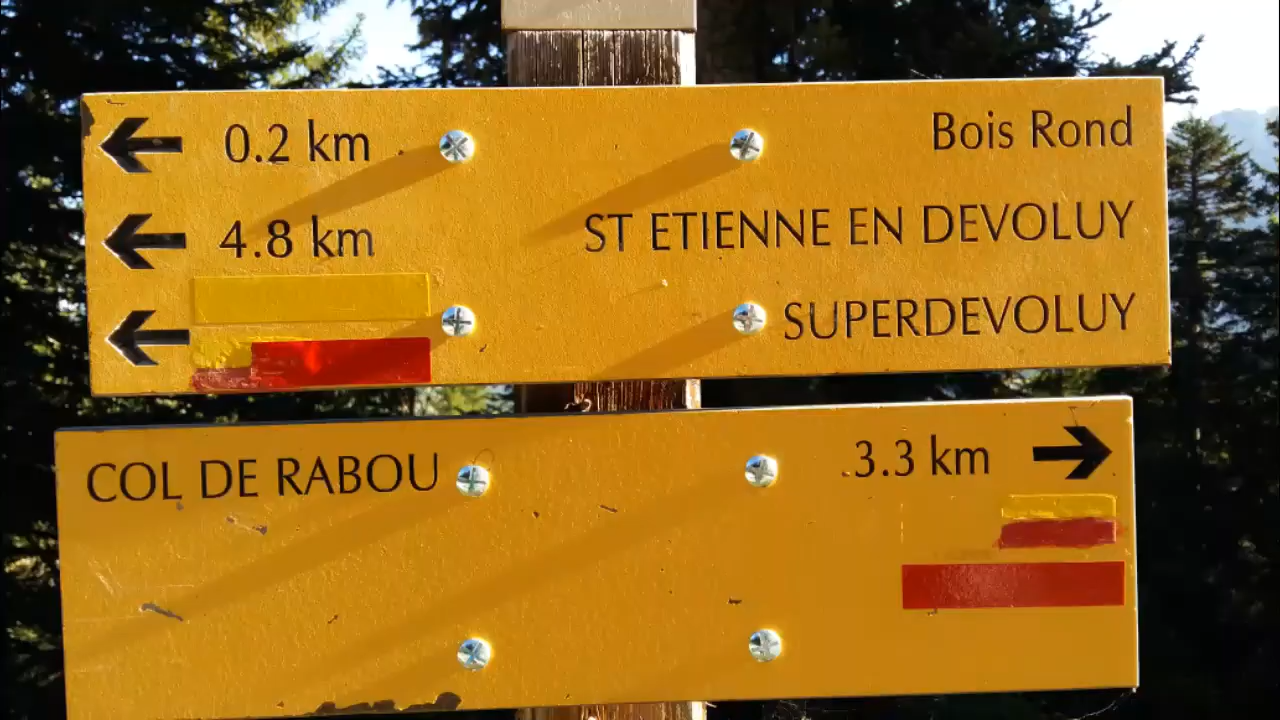 0.2 km Bois Rond
4.8 km ST ETIENNE EN DEVOLUY
SUPERDEVOLUY
COL DE RABOU 3.3 km